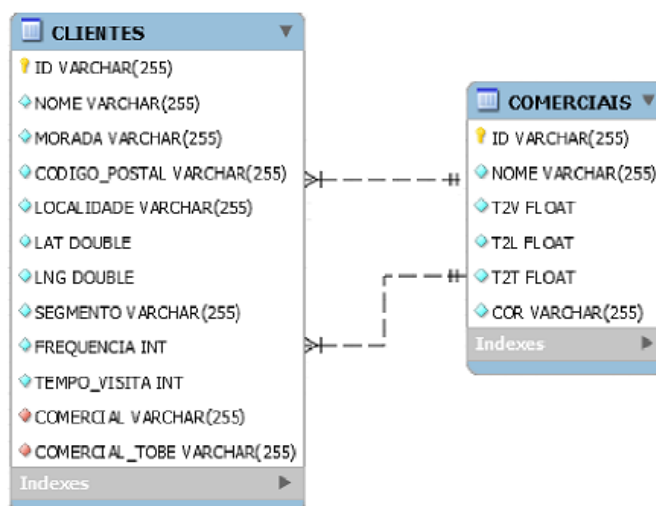 CLIENTES
ID VARCHAR(255)
NOME VARCHAR(255)
MORADA VARCHAR(255)
CODIGO_POSTAL VARCHAR(255)
LOCALIDADE VARCHAR(255)
LAT DOUBLE
LNG DOUBLE
SEGMENTO VARCHAR(255)
FREQUENCIA INT
TEMPO_VISITA INT
COMERCIAL VARCHAR(255)
COMERCIAL_TOBE VARCHAR(255)
Indexes
COMERCIAIS
ID VARCHAR(255)
NOME VARCHAR(255)
T2V FLOAT
T2L FLOAT
T2T FLOAT
COR VARCHAR(255)
Indexes